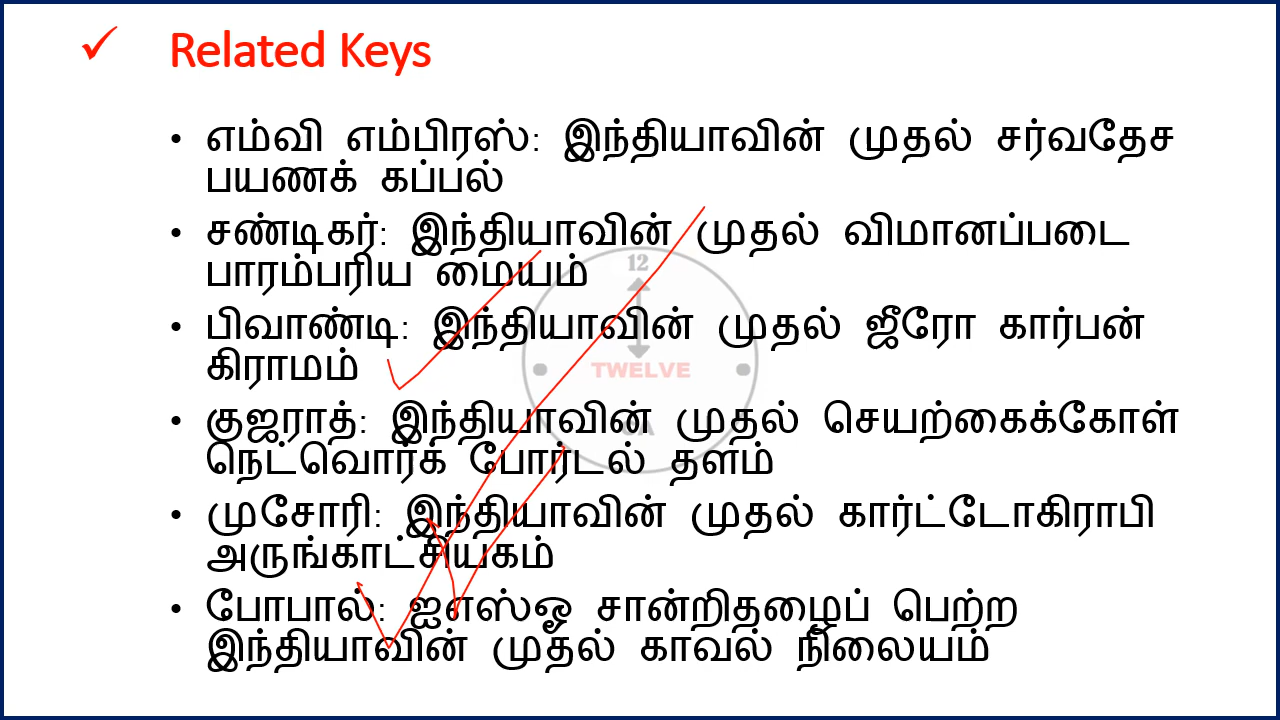 ✓ Related Keys
• எம்வி எம்பிரஸ்: இந்தியாவின் முதல் சர்வதேச
பயணக் கப்பல்
• சண்டிகர்: இந்தியாவின் முதல் விமானப்படை
பாரம்பரிய மையம்
12
• பிவாண்டி: இந்தியாவின் முதல் ஜீரோ கார்பன்
கிராமம்
TWELVE
• குஜராத்: இந்தியாவின் முதல் செயற்கைக்கோள்
நெட்வொர்க் போர்டல் தளம்
• முசோரி: இந்தியாவின் முதல் கார்ட்டோகிராபி
அருங்காட்சியகம்
• போபால்: ஐஎஸ்ஓ சான்றிதழைப் பெற்ற
இந்தியாவின் முதல் காவல் நிலையம்